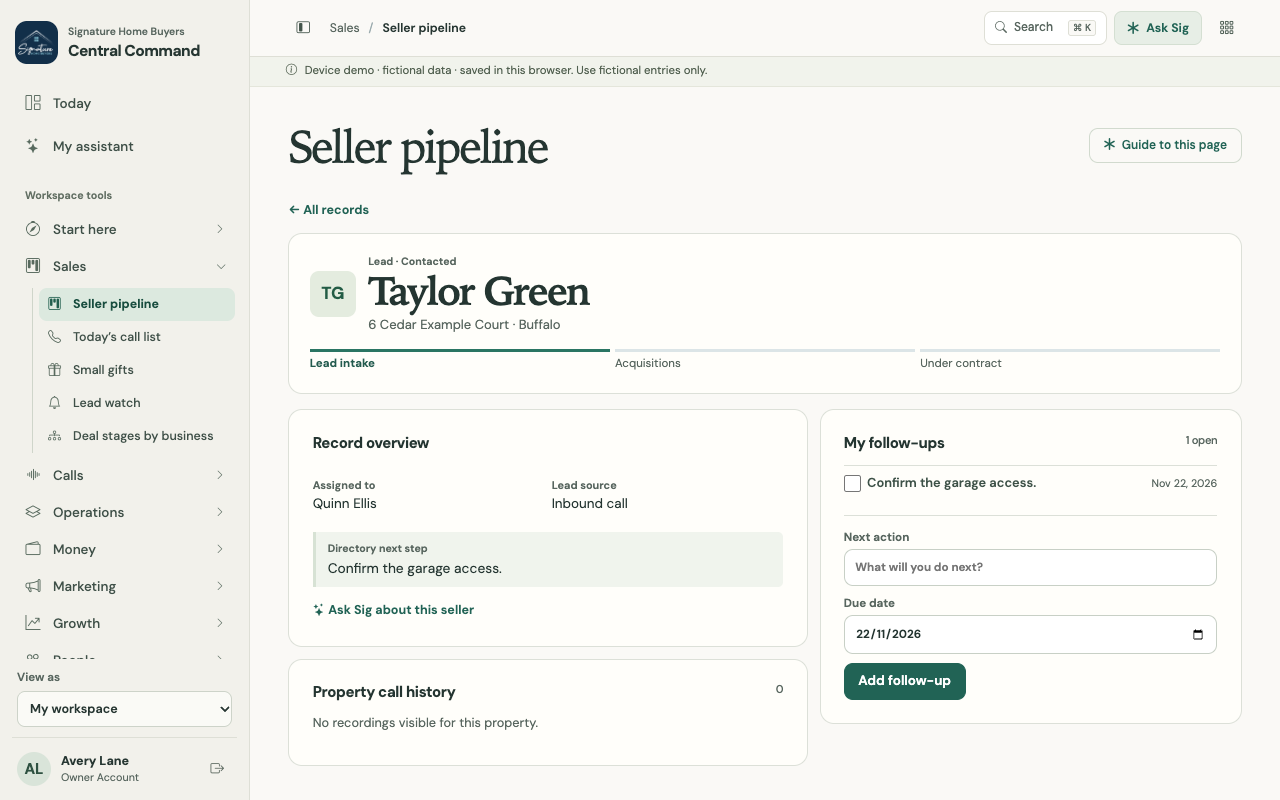 Signature Home Buyers
Central Command
Today
My assistant
Workspace tools
Start here
Sales
Seller pipeline
Today's call list
Small gifts
Lead watch
Deal stages by business
Calls
Operations
Money
Marketing
Growth
View as
My workspace
AL
Avery Lane
Owner Account
Sales / Seller pipeline
Search ⌘ K
Ask Sig
Device demo · fictional data · saved in this browser. Use fictional entries only.
Seller pipeline
Guide to this page
← All records
TG
Lead · Contacted
Taylor Green
6 Cedar Example Court · Buffalo
Lead intake
Acquisitions
Under contract
Record overview
Assigned to
Quinn Ellis
Lead source
Inbound call
Directory next step
Confirm the garage access.
Ask Sig about this seller
Property call history
0
No recordings visible for this property.
My follow-ups
1 open
Confirm the garage access.
Nov 22, 2026
Next action
What will you do next?
Due date
22/11/2026
Add follow-up